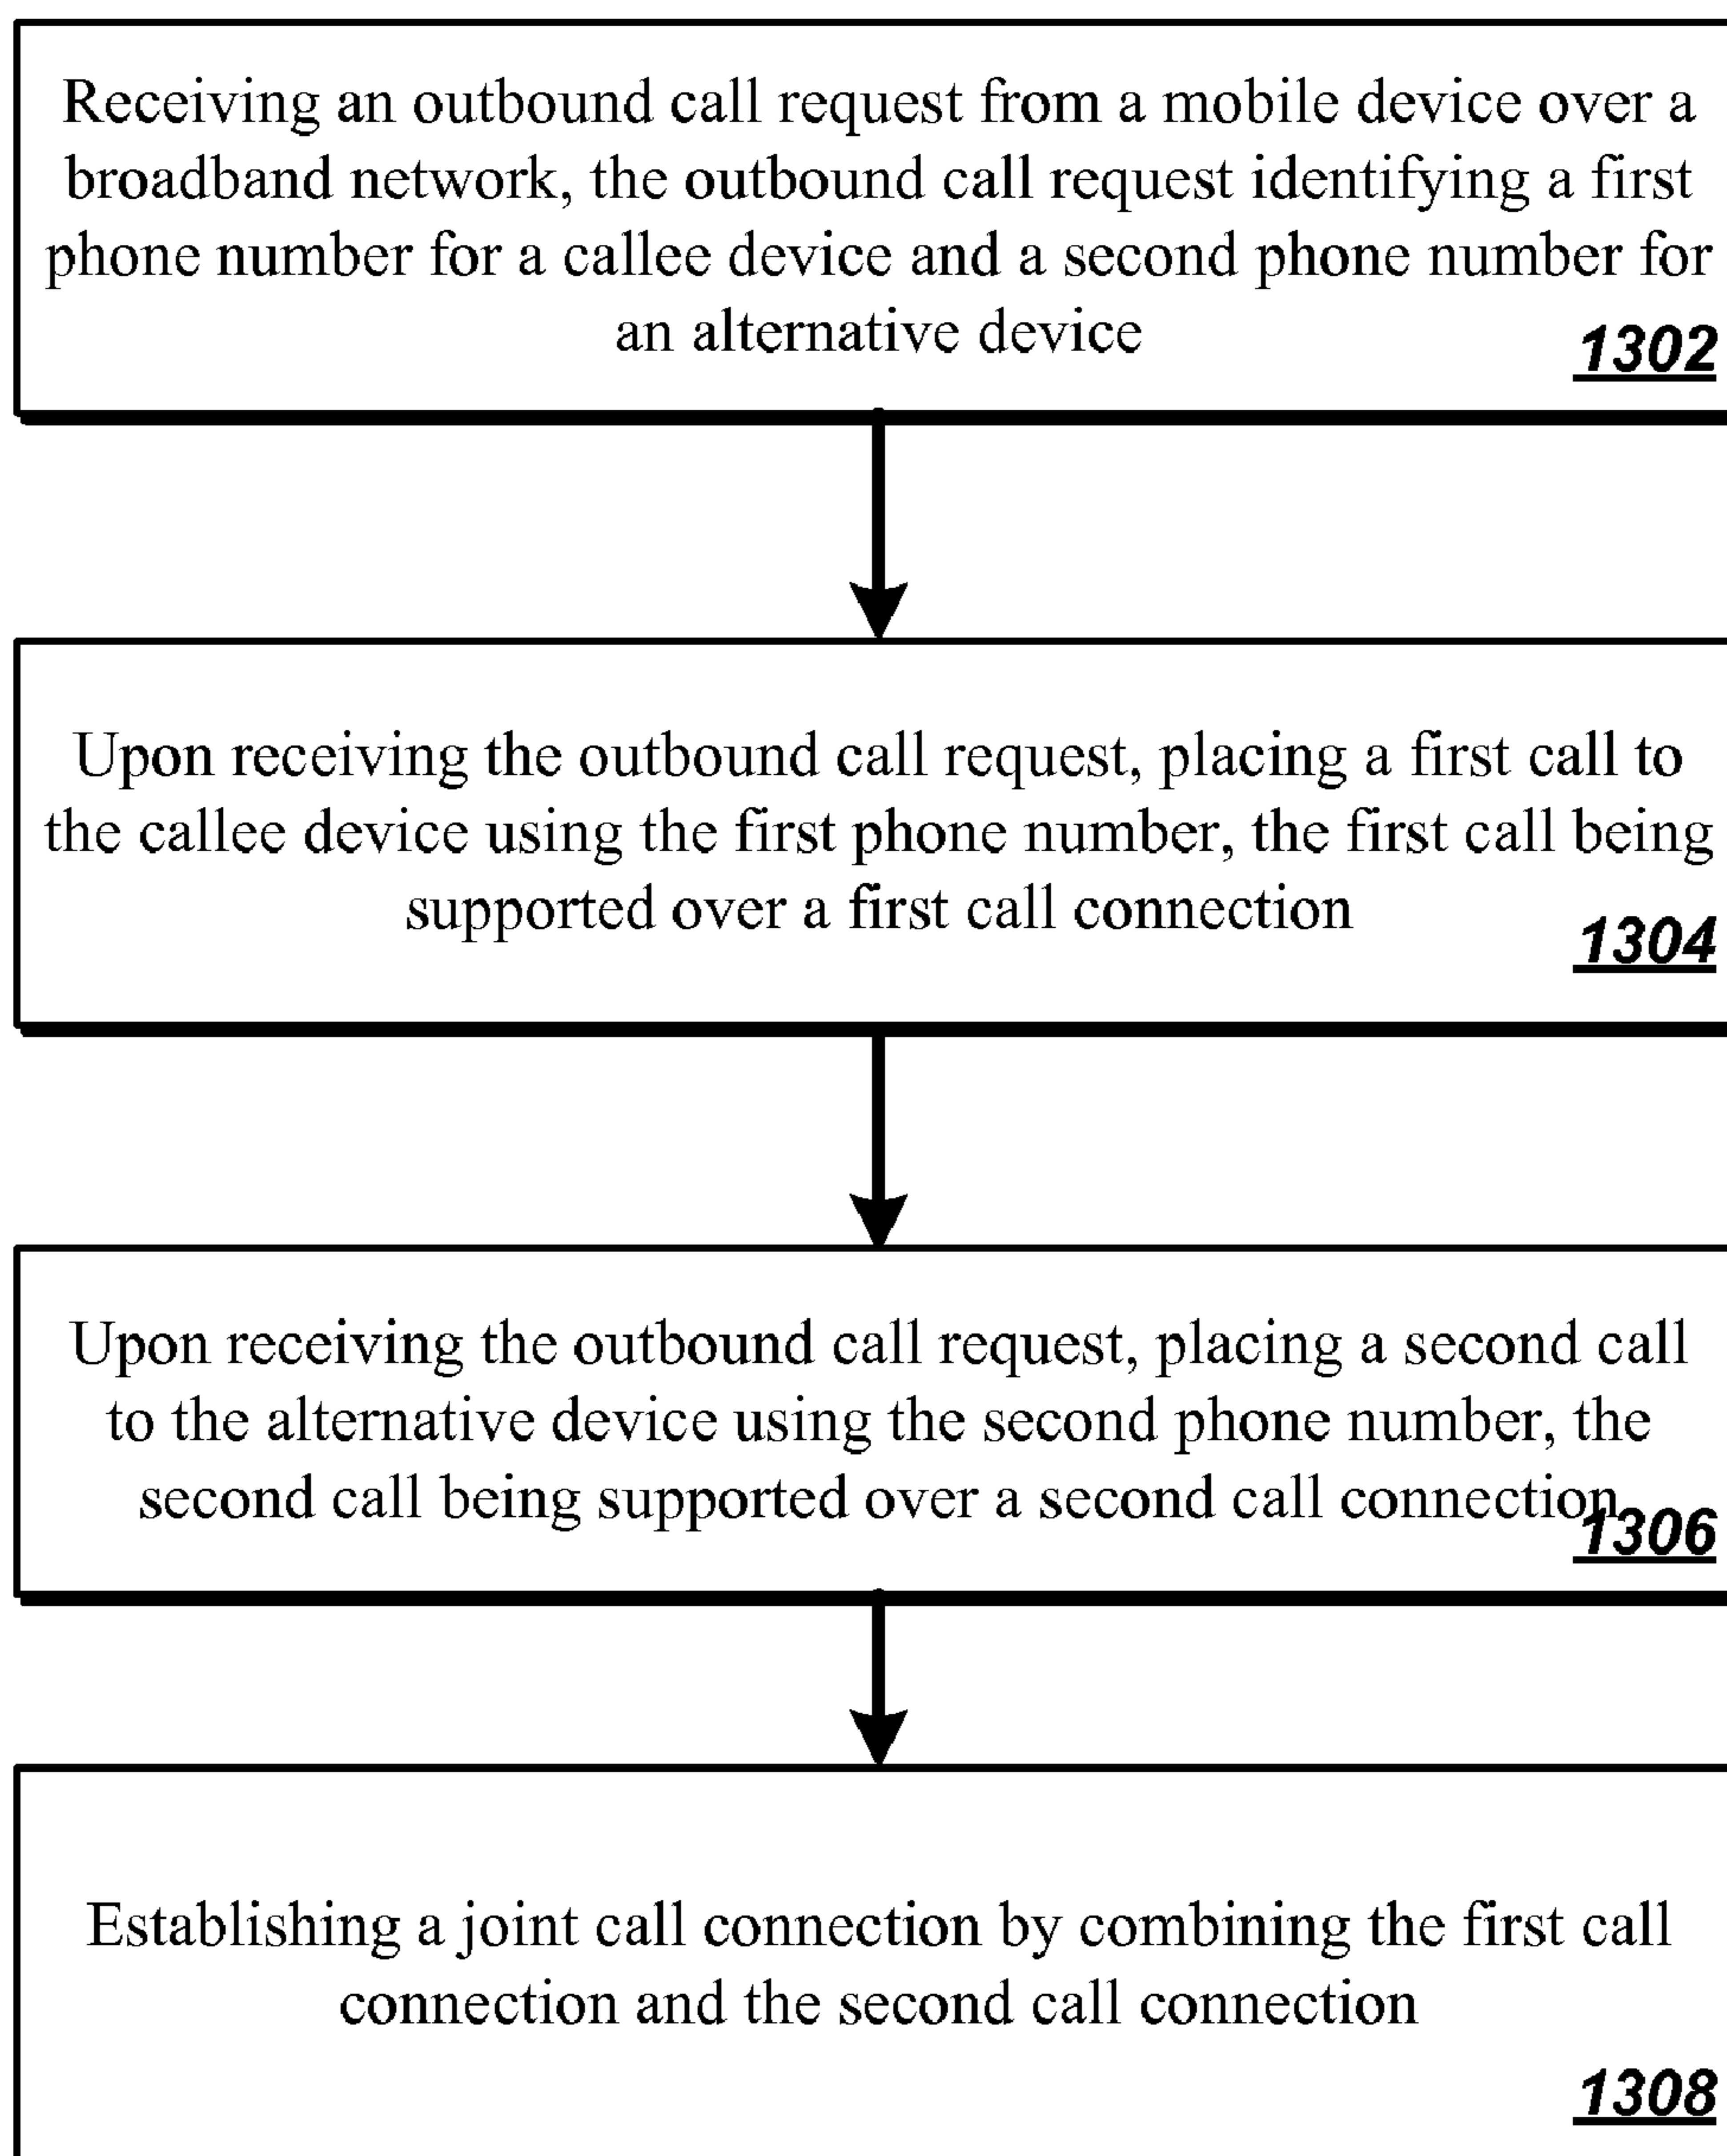 Receiving an outbound call request from a mobile device over a
broadband network, the outbound call request identifying a first
phone number for a callee device and a second phone number for
an alternative device
1302
Upon receiving the outbound call request, placing a first call to
the callee device using the first phone number, the first call being
supported over a first call connection
1304
Upon receiving the outbound call request, placing a second call
to the alternative device using the second phone number, the
second call being supported over a second call connection
1306
Establishing a joint call connection by combining the first call
connection and the second call connection
1308